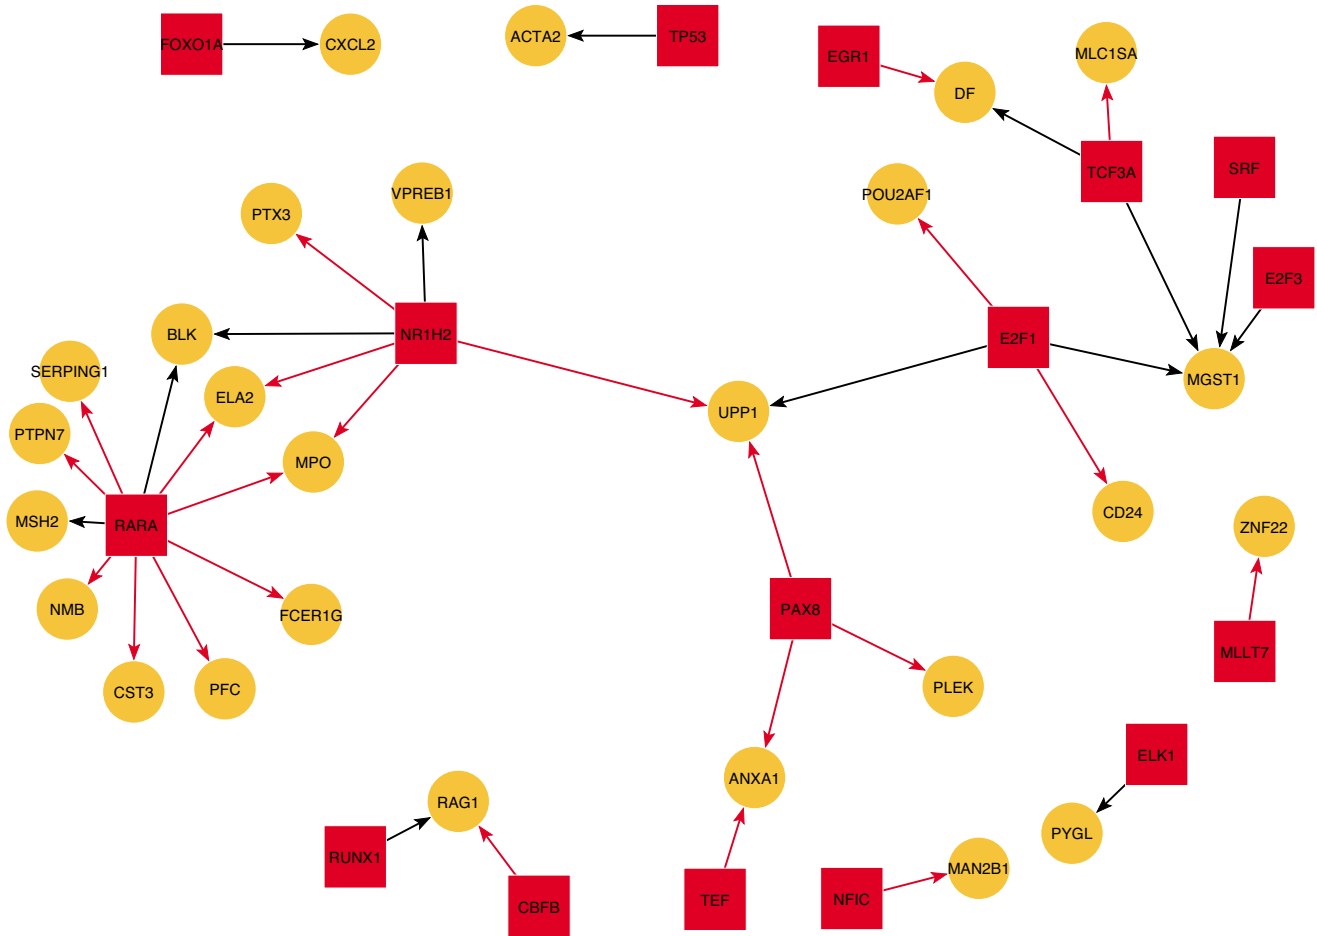 FOXO1A
CXCL2
ACTA2
TP53
EGR1
DF
MLC1SA
TCF3A
SRF
E2F3
MGST1
POU2AF1
E2F1
UPP1
CD24
VPREB1
PTX3
NR1H2
BLK
SERPING1
ELA2
PTPN7
MPO
MSH2
RARA
NMB
FCER1G
CST3
PFC
PAX8
PLEK
ANXA1
TEF
ZNF22
MLLT7
ELK1
PYGL
RAG1
RUNX1
CBFB
NFIC
MAN2B1